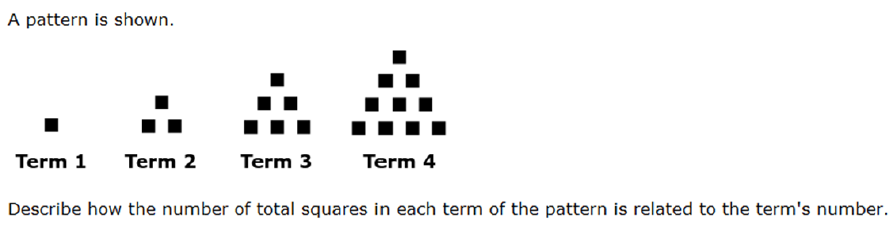 A pattern is shown.
Term 1 Term 2 Term 3 Term 4
Describe how the number of total squares in each term of the pattern is related to the term's number.